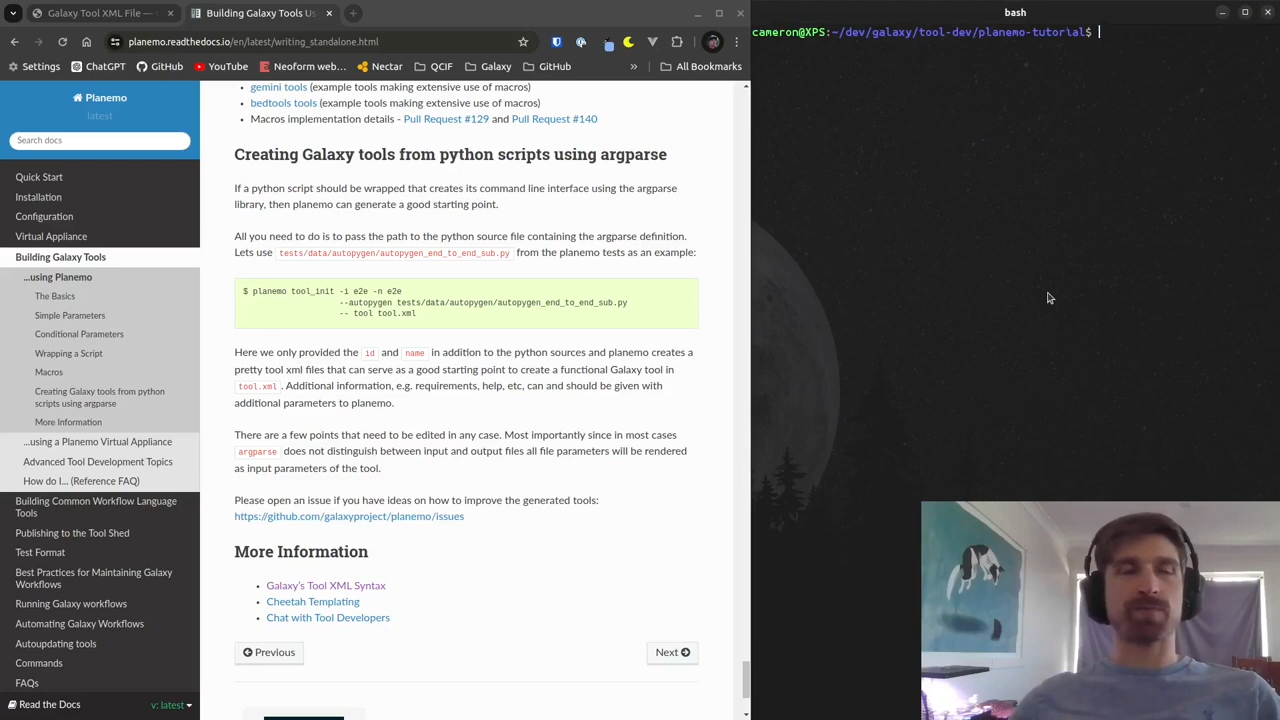 Galaxy Tool XML File —
Building Galaxy Tools Us
bash
planemo.readthedocs.io/en/latest/writing_standalone.html
Settings
ChatGPT
GitHub
YouTube
Neoform web...
Nectar
QCIF
Galaxy
GitHub
»
All Bookmarks
cameron@XPS:~/dev/galaxy/tool-dev/planemo-tutorial$
Planemo
latest
Search docs
Quick Start
Installation
Configuration
Virtual Appliance
Building Galaxy Tools
...using Planemo
The Basics
Simple Parameters
Conditional Parameters
Wrapping a Script
Macros
Creating Galaxy tools from python
scripts using argparse
More Information
...using a Planemo Virtual Appliance
Advanced Tool Development Topics
How do I... (Reference FAQ)
Building Common Workflow Language
Tools
Publishing to the Tool Shed
Test Format
Best Practices for Maintaining Galaxy
Workflows
Running Galaxy workflows
Automating Galaxy Workflows
Autoupdating tools
Commands
FAQs
Read the Docs
v: latest
gemini tools (example tools making extensive use of macros)
bedtools tools (example tools making extensive use of macros)
Macros implementation details - Pull Request #129 and Pull Request #140
Creating Galaxy tools from python scripts using argparse
If a python script should be wrapped that creates its command line interface using the argparse
library, then planemo can generate a good starting point.
All you need to do is to pass the path to the python source file containing the argparse definition.
Lets use tests/data/autopygen/autopygen_end_to_end_sub.py from the planemo tests as an example:
$ planemo tool_init -i e2e -n e2e
--autopygen tests/data/autopygen/autopygen_end_to_end_sub.py
-- tool tool.xml
Here we only provided the id and name in addition to the python sources and planemo creates a
pretty tool xml files that can serve as a good starting point to create a functional Galaxy tool in
tool.xml . Additional information, e.g. requirements, help, etc, can and should be given with
additional parameters to planemo.
There are a few points that need to be edited in any case. Most importantly since in most cases
argparse does not distinguish between input and output files all file parameters will be rendered
as input parameters of the tool.
Please open an issue if you have ideas on how to improve the generated tools:
https://github.com/galaxyproject/planemo/issues
More Information
Galaxy's Tool XML Syntax
Cheetah Templating
Chat with Tool Developers
Previous
Next